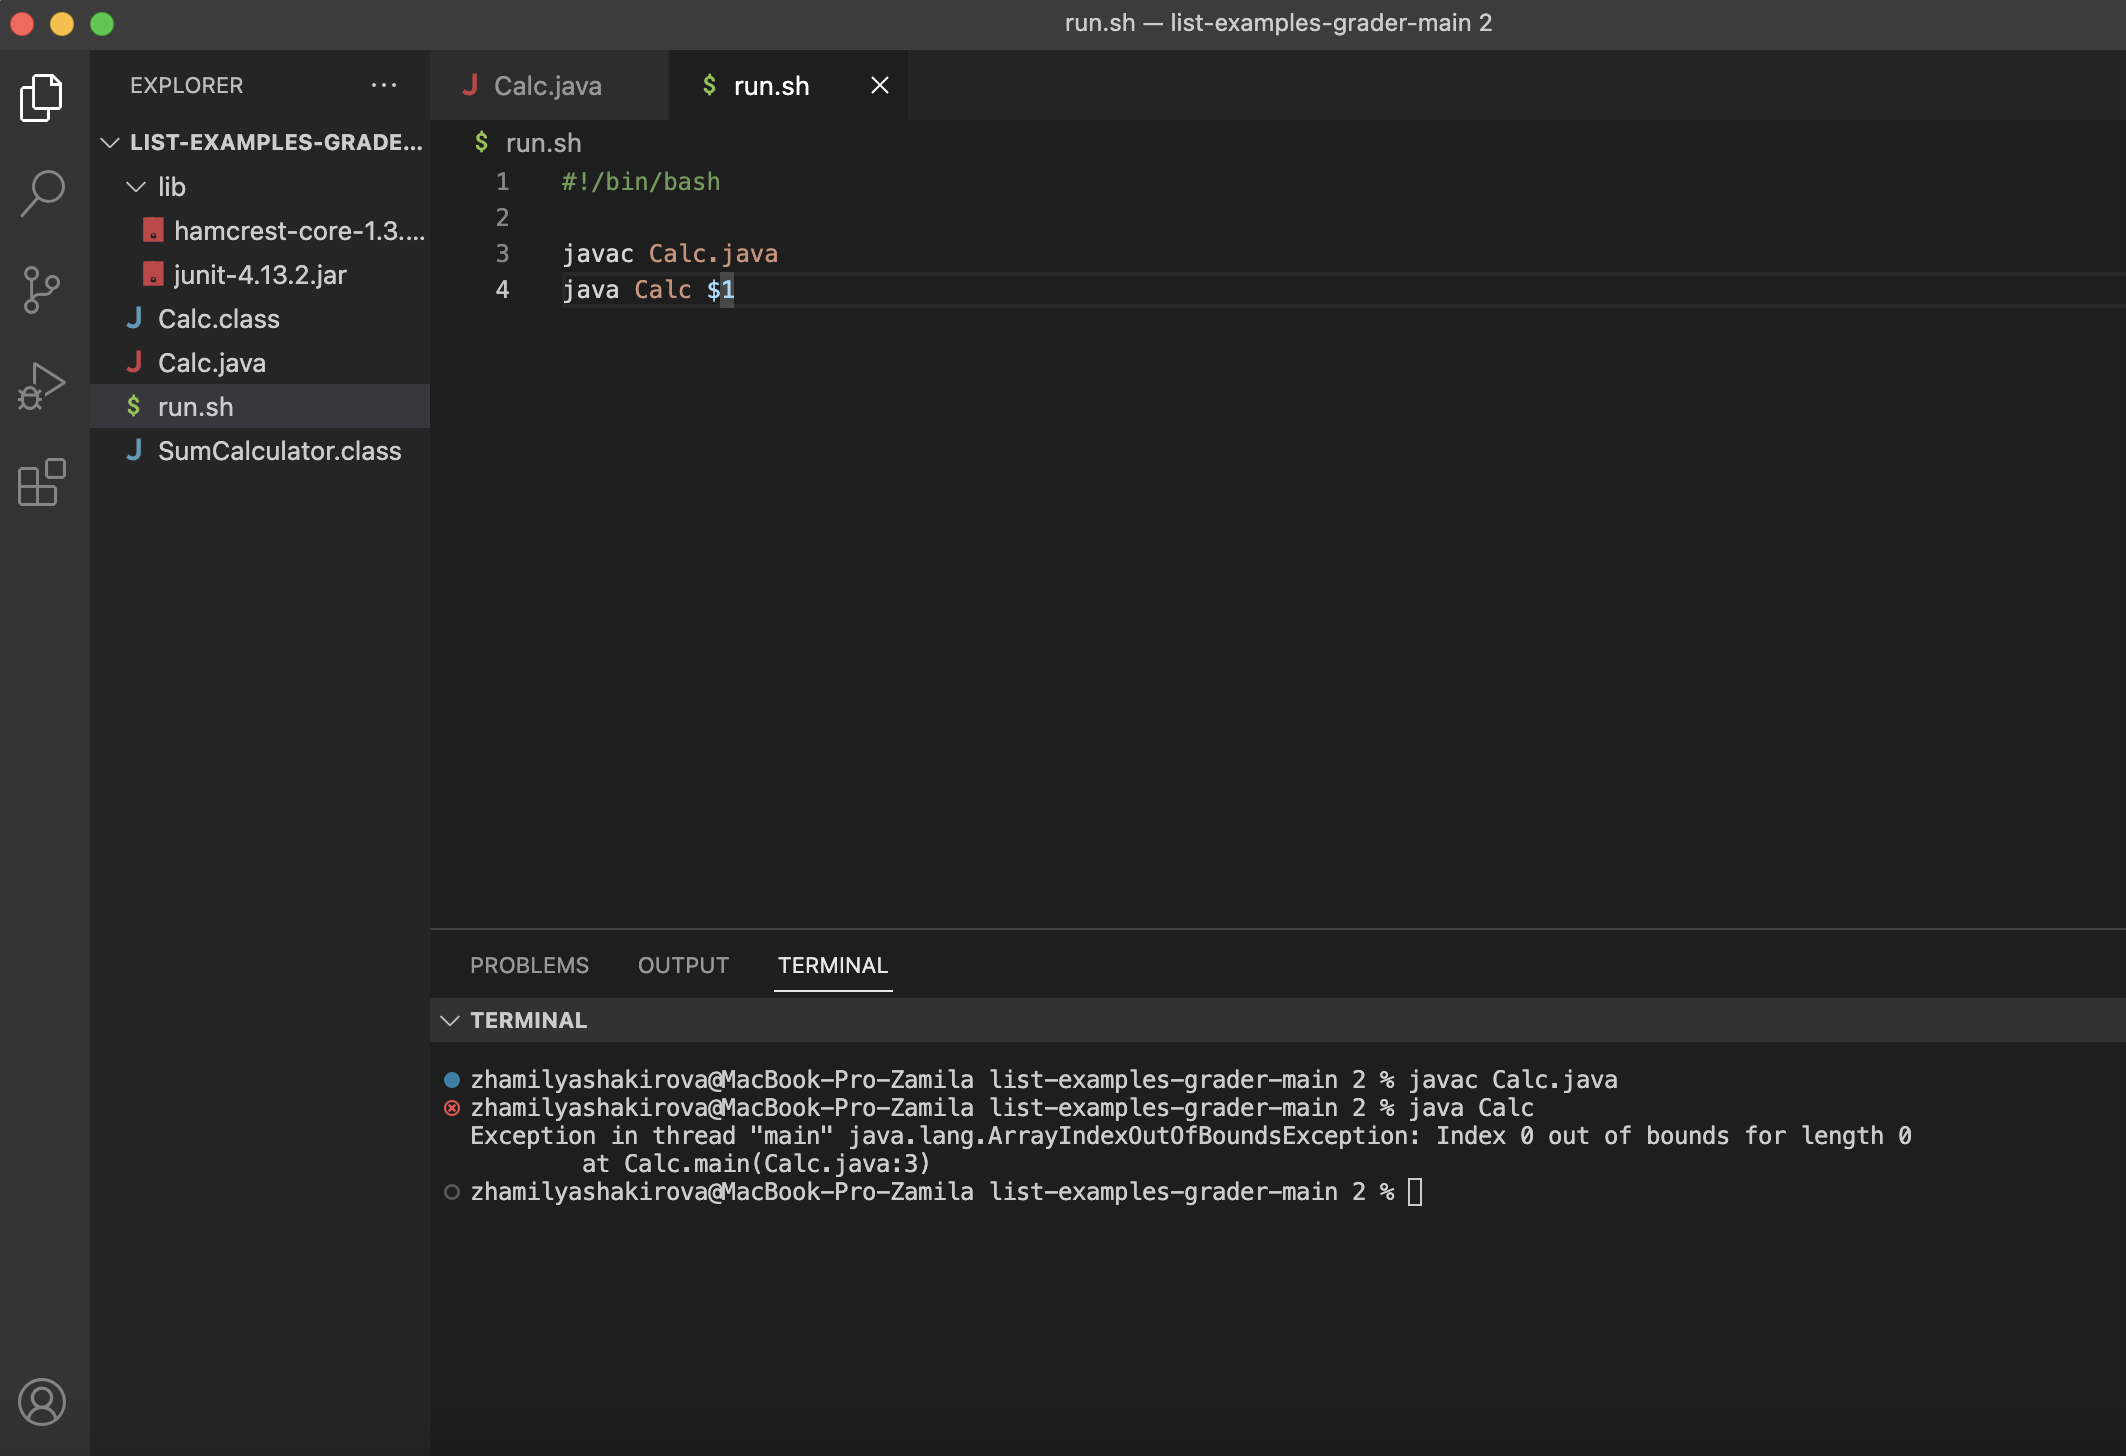 run.sh — list-examples-grader-main 2
EXPLORER
LIST-EXAMPLES-GRADE...
lib
hamcrest-core-1.3....
junit-4.13.2.jar
Calc.class
Calc.java
run.sh
SumCalculator.class
Calc.java run.sh
$ run.sh
1 #!/bin/bash
2
3 javac Calc.java
4 java Calc $1
PROBLEMS OUTPUT TERMINAL
TERMINAL
zhamilyashakirova@MacBook-Pro-Zamila list-examples-grader-main 2 % javac Calc.java
zhamilyashakirova@MacBook-Pro-Zamila list-examples-grader-main 2 % java Calc
Exception in thread "main" java.lang.ArrayIndexOutOfBoundsException: Index 0 out of bounds for length 0
at Calc.main(Calc.java:3)
zhamilyashakirova@MacBook-Pro-Zamila list-examples-grader-main 2 %